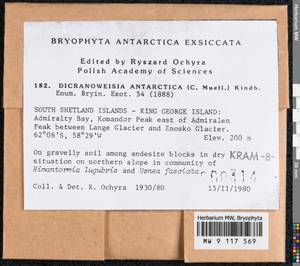 BRYOPHYTA ANTARCTICA EXSICCATA
Edited by Ryszard Ochyra
Polish Academy of Sciences
182. DICRANOWEISIA ANTARCTICA (C. Muell.) Kindb.
Enum. Bryin. Exot. 54 (1888)
SOUTH SHETLAND ISLANDS - KING GEORGE ISLAND:
Admiralty Bay, Komandor Peak east of Admiralen
Peak between Lange Glacier and Znosko Glacier.
62°06'S, 58°29'W Elev. 200 m
On gravelly soil among andesite blocks in dry KRAM-B-
situation on northern slope in community of
Himantormia lugubris and Usnea fasciata
Coll. & Det. R. Ochyra 1930/80 15/II/1980
Herbarium MW, Bryophyta
MW 9 117 569